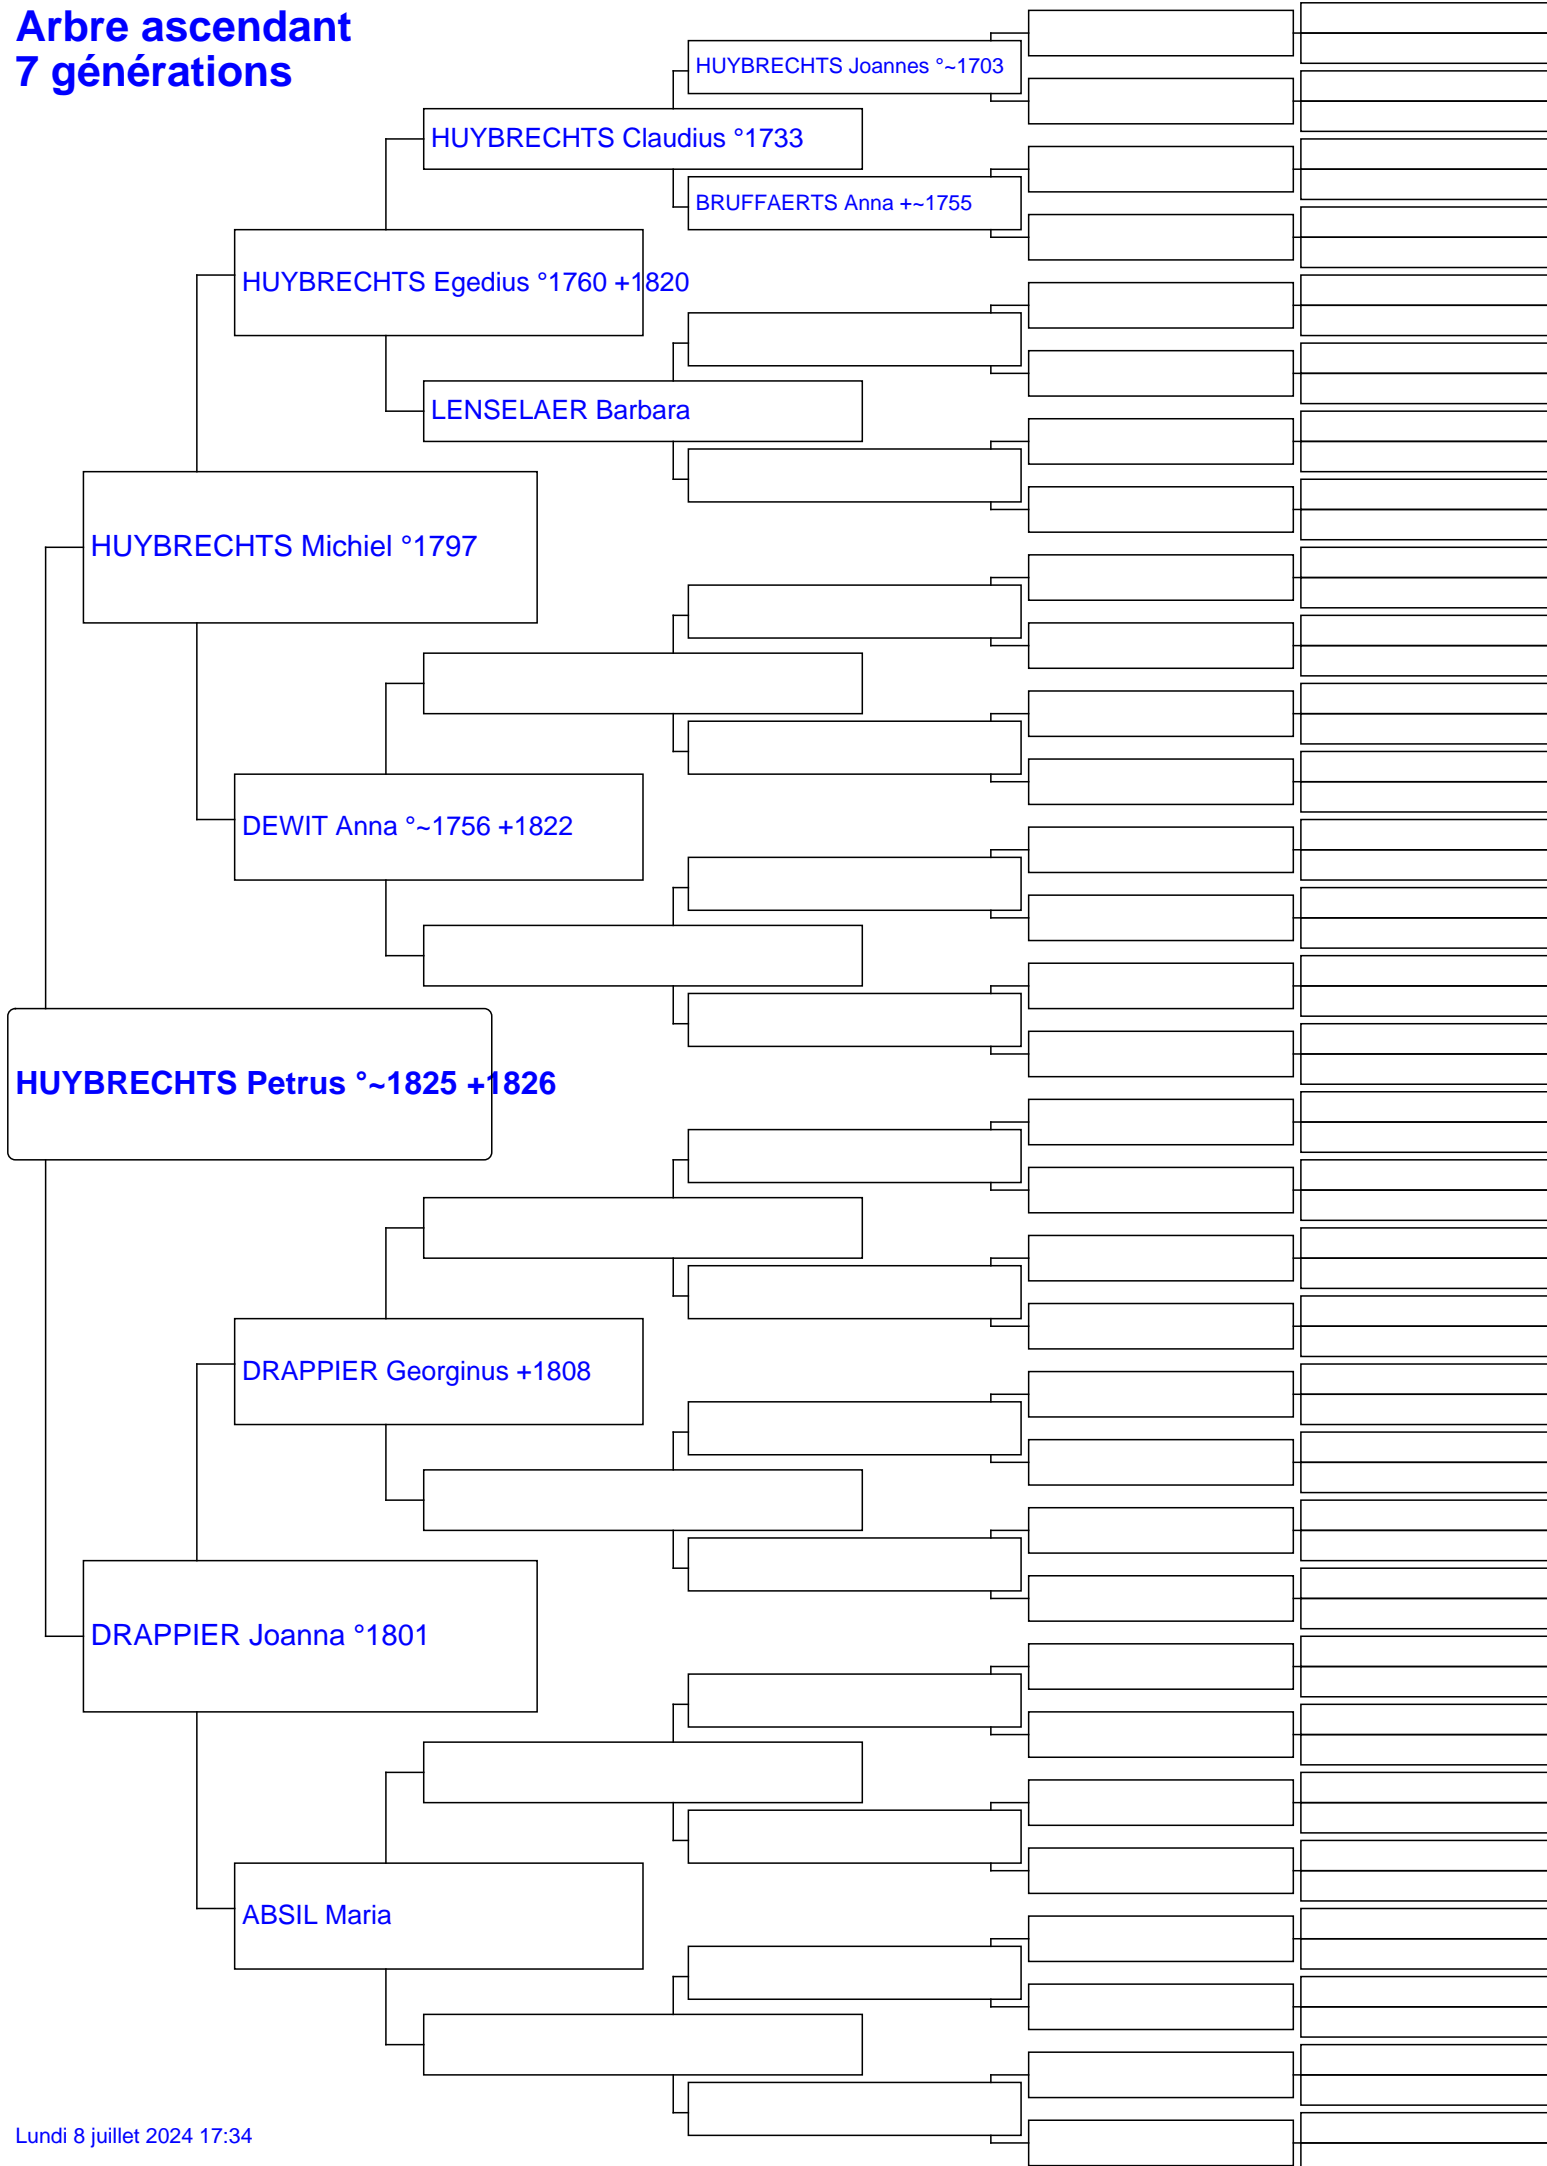 Arbre ascendant
7 générations
HUYBRECHTS Joannes °~1703
HUYBRECHTS Claudius °1733
BRUFFAERTS Anna +~1755
HUYBRECHTS Egedius °1760 +1820
LENSELAER Barbara
HUYBRECHTS Michiel °1797
DEWIT Anna °~1756 +1822
HUYBRECHTS Petrus °~1825 +1826
DRAPPIER Georginus +1808
DRAPPIER Joanna °1801
ABSIL Maria
Lundi 8 juillet 2024 17:34